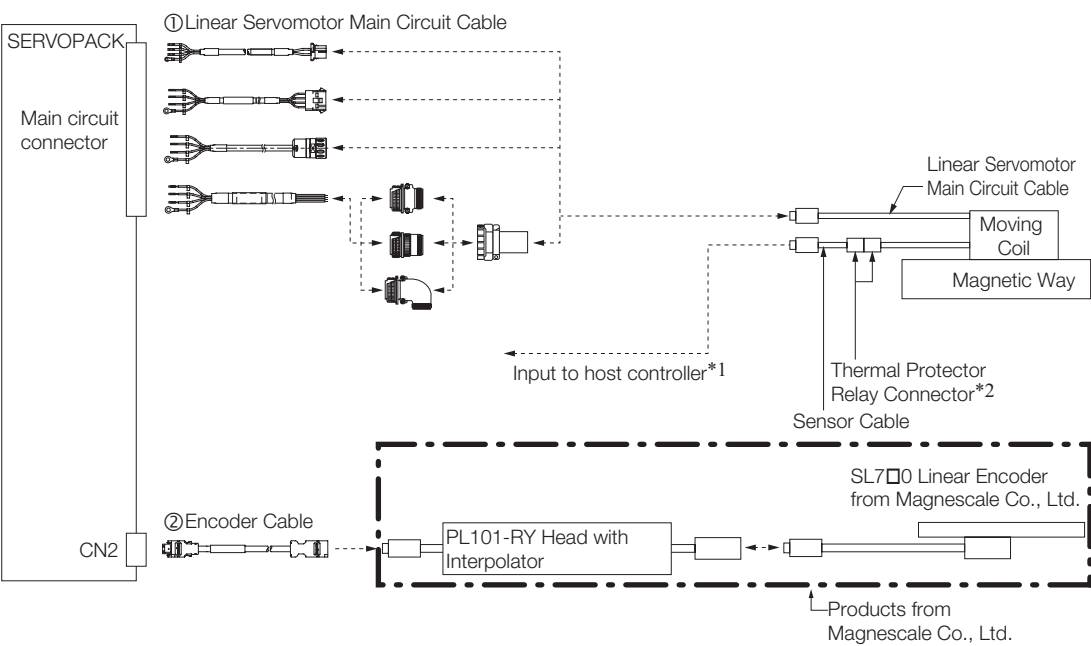 ①Linear Servomotor Main Circuit Cable
SERVOPACK
Main circuit
connector
Linear Servomotor
Main Circuit Cable
Moving
Coil
Magnetic Way
Input to host controller*1
Thermal Protector
Relay Connector*2
Sensor Cable
SL7□0 Linear Encoder
from Magnescale Co., Ltd.
②Encoder Cable
CN2
PL101-RY Head with
Interpolator
Products from
Magnescale Co., Ltd.